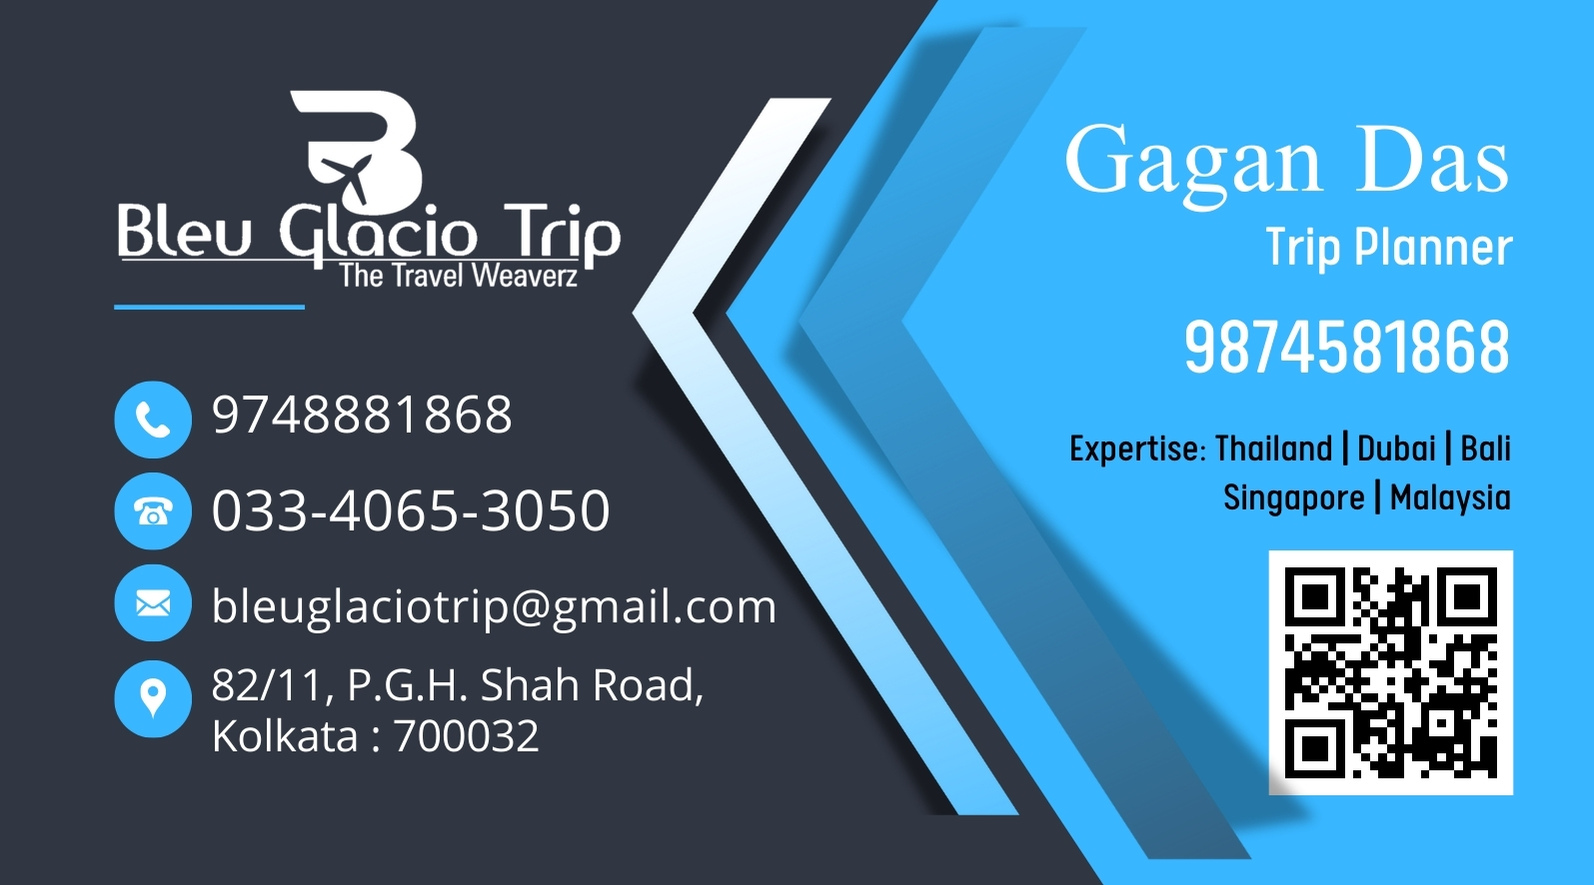 Bleu Glacio Trip
The Travel Weaverz
9748881868
033-4065-3050
bleuglaciotrip@gmail.com
82/11, P.G.H. Shah Road,
Kolkata : 700032
Gagan Das
Trip Planner
9874581868
Expertise: Thailand | Dubai | Bali
Singapore | Malaysia